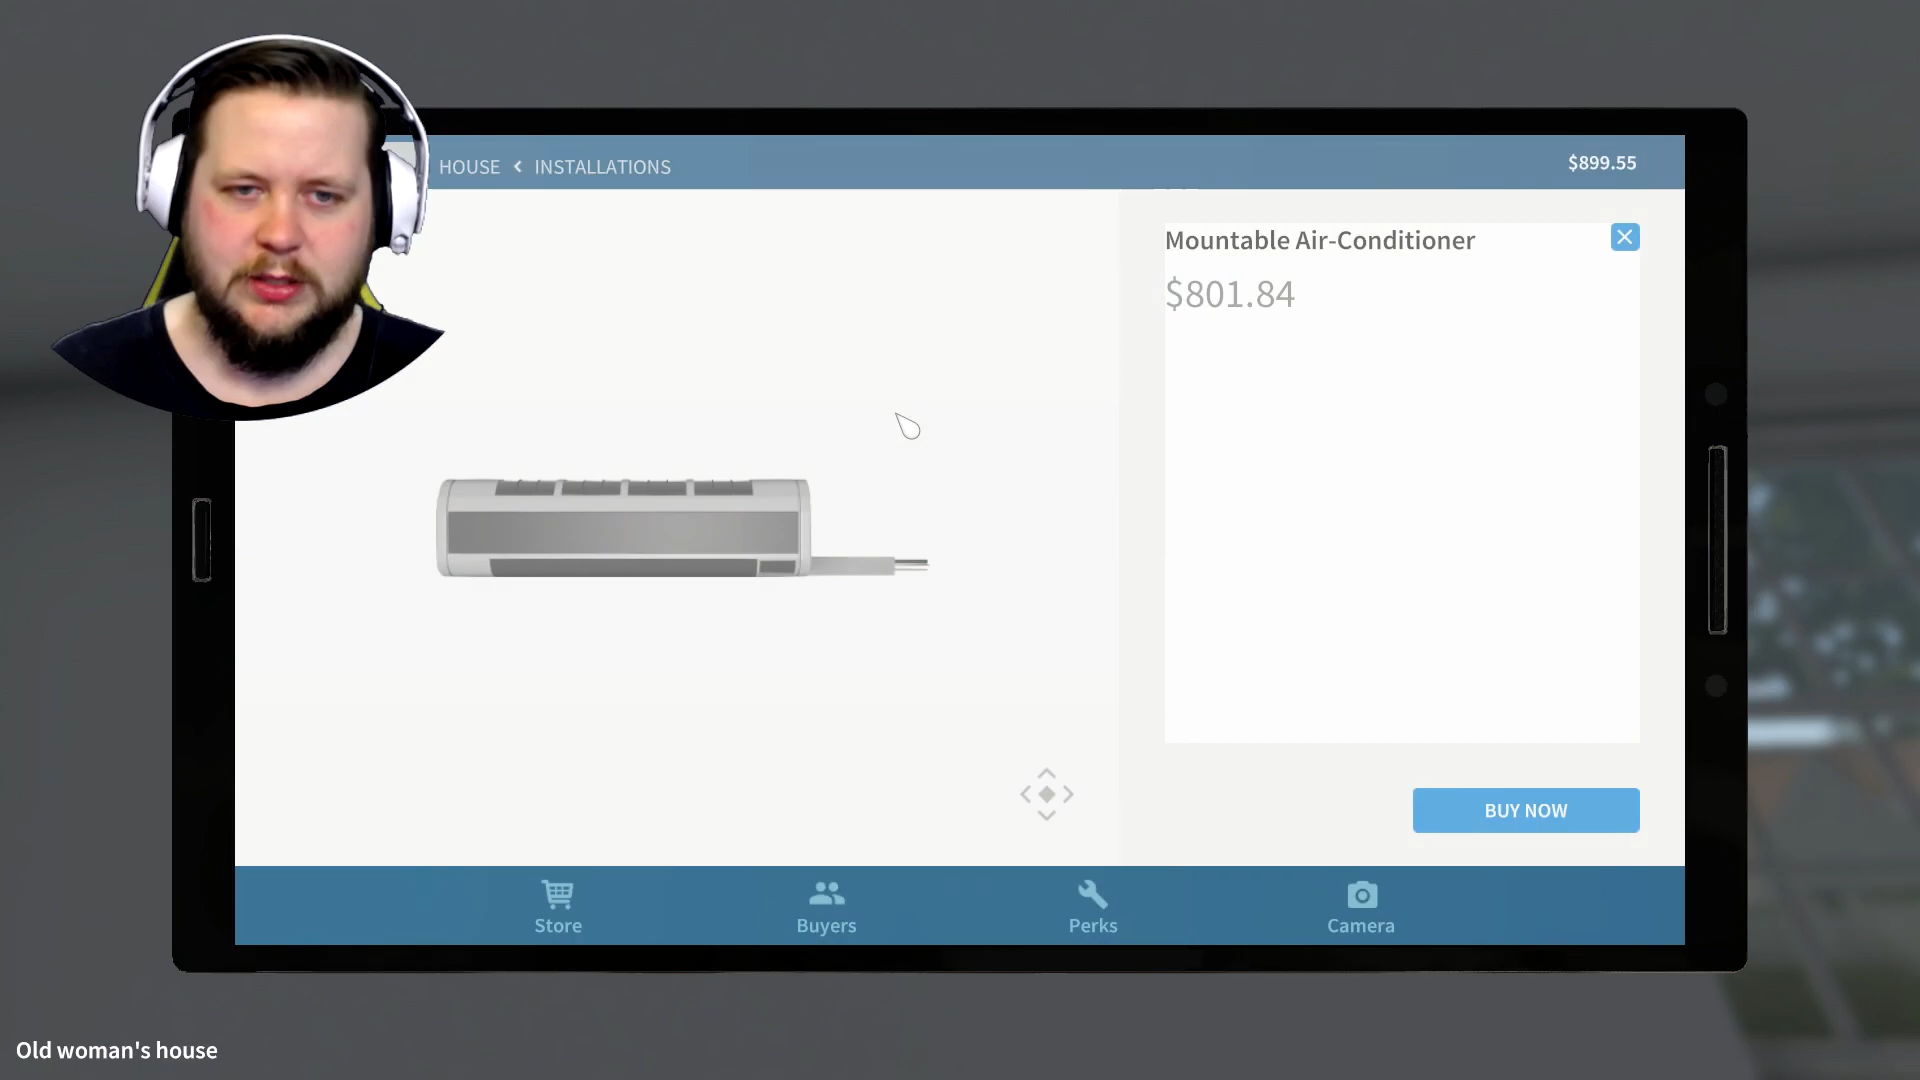 HOUSE < INSTALLATIONS
$899.55
Mountable Air-Conditioner
$801.84
BUY NOW
Store
Buyers
Perks
Camera
Old woman's house